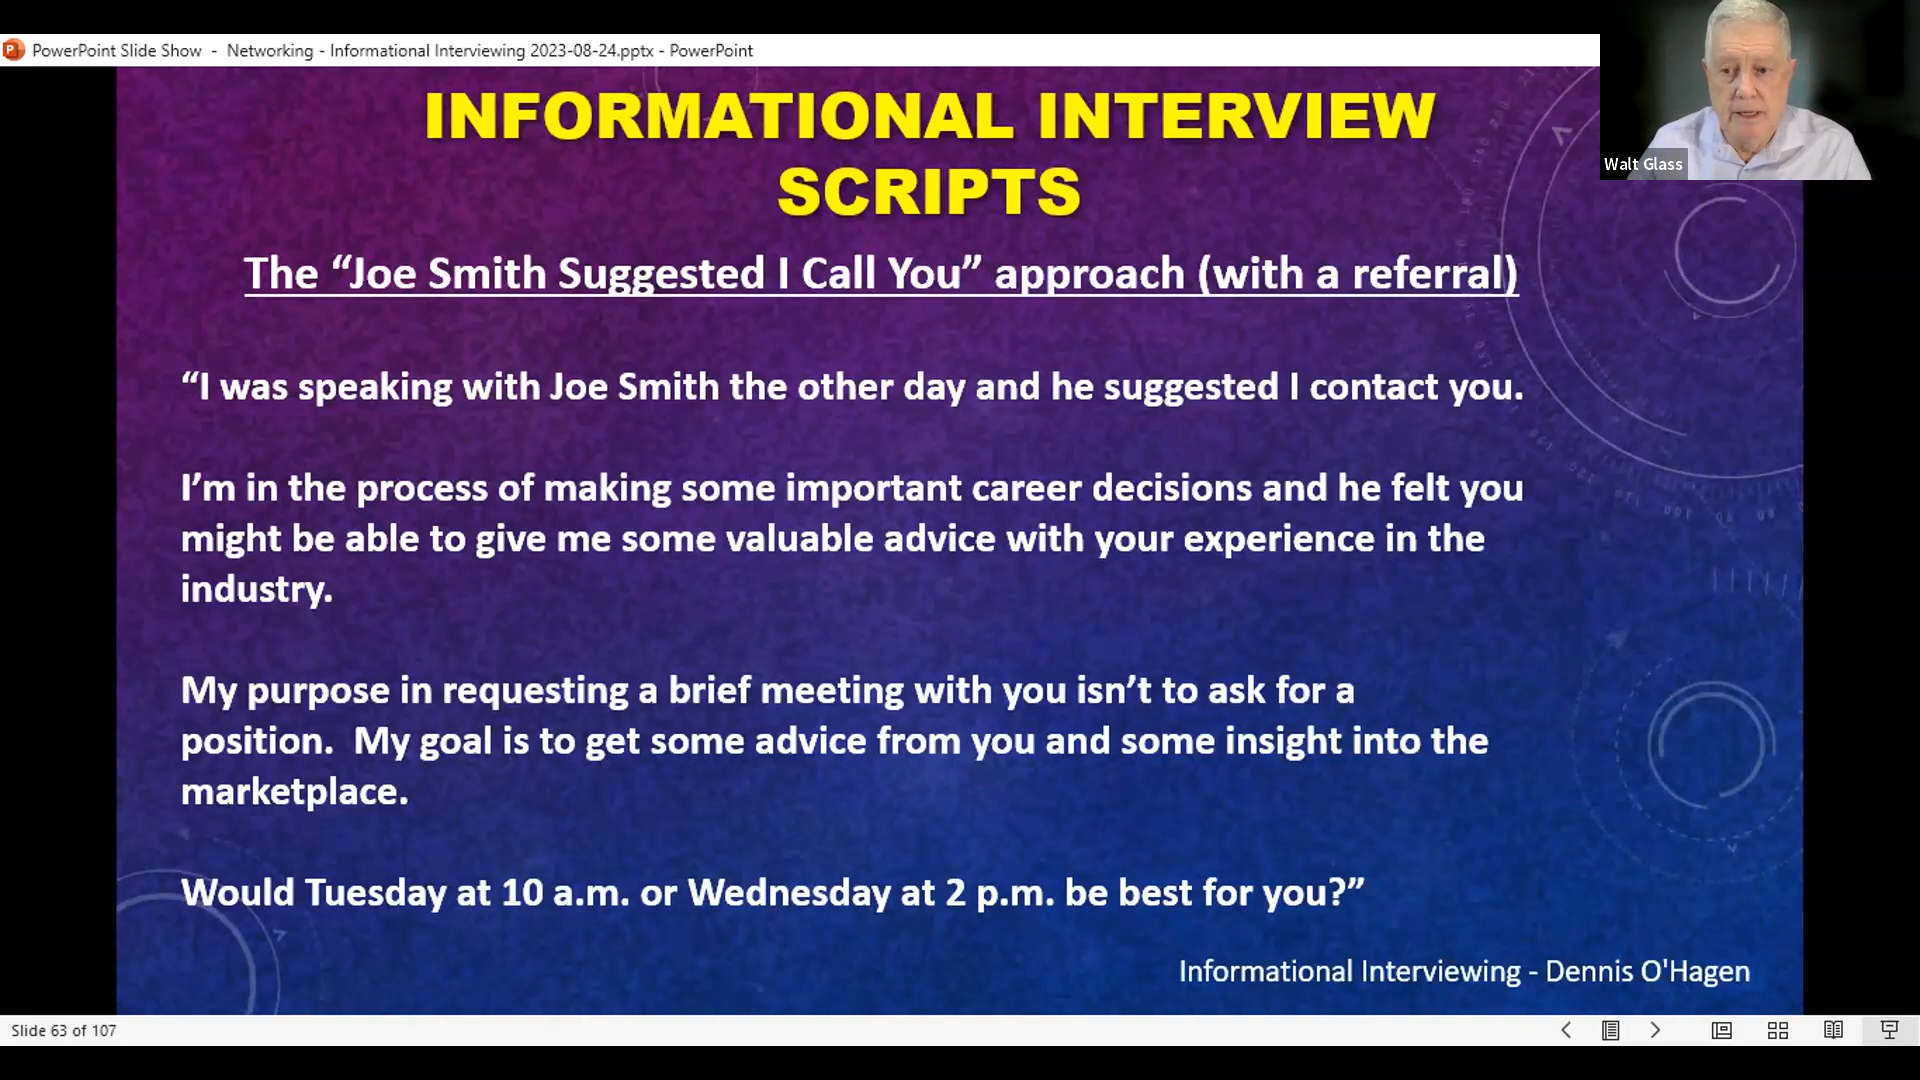 PowerPoint Slide Show - Networking - Informational Interviewing 2023-08-24.pptx - PowerPoint
Walt Glass
INFORMATIONAL INTERVIEW
SCRIPTS
The “Joe Smith Suggested I Call You” approach (with a referral)
“I was speaking with Joe Smith the other day and he suggested I contact you.
I’m in the process of making some important career decisions and he felt you
might be able to give me some valuable advice with your experience in the
industry.
My purpose in requesting a brief meeting with you isn’t to ask for a
position.  My goal is to get some advice from you and some insight into the
marketplace.
Would Tuesday at 10 a.m. or Wednesday at 2 p.m. be best for you?”
Informational Interviewing - Dennis O'Hagen
Slide 63 of 107